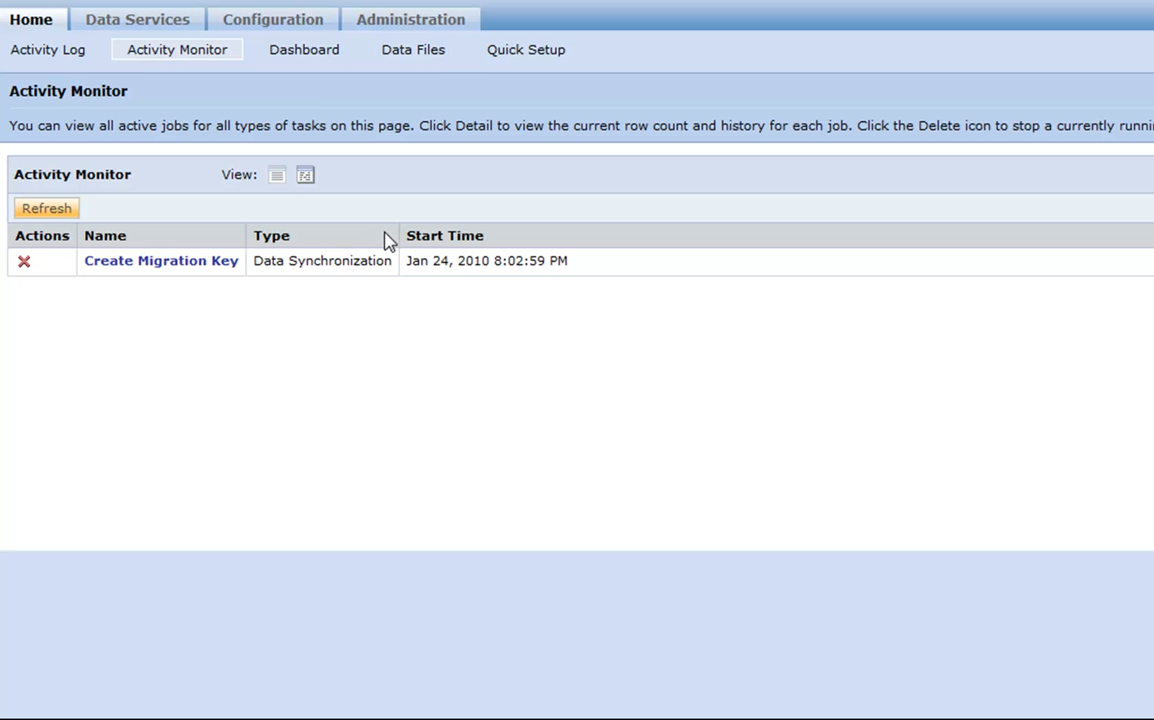 Home Data Services Configuration Administration
Activity Log Activity Monitor Dashboard Data Files Quick Setup
Activity Monitor
You can view all active jobs for all types of tasks on this page. Click Detail to view the current row count and history for each job. Click the Delete icon to stop a currently runni
Activity Monitor View:
Refresh
Actions Name Type Start Time
Create Migration Key Data Synchronization Jan 24, 2010 8:02:59 PM